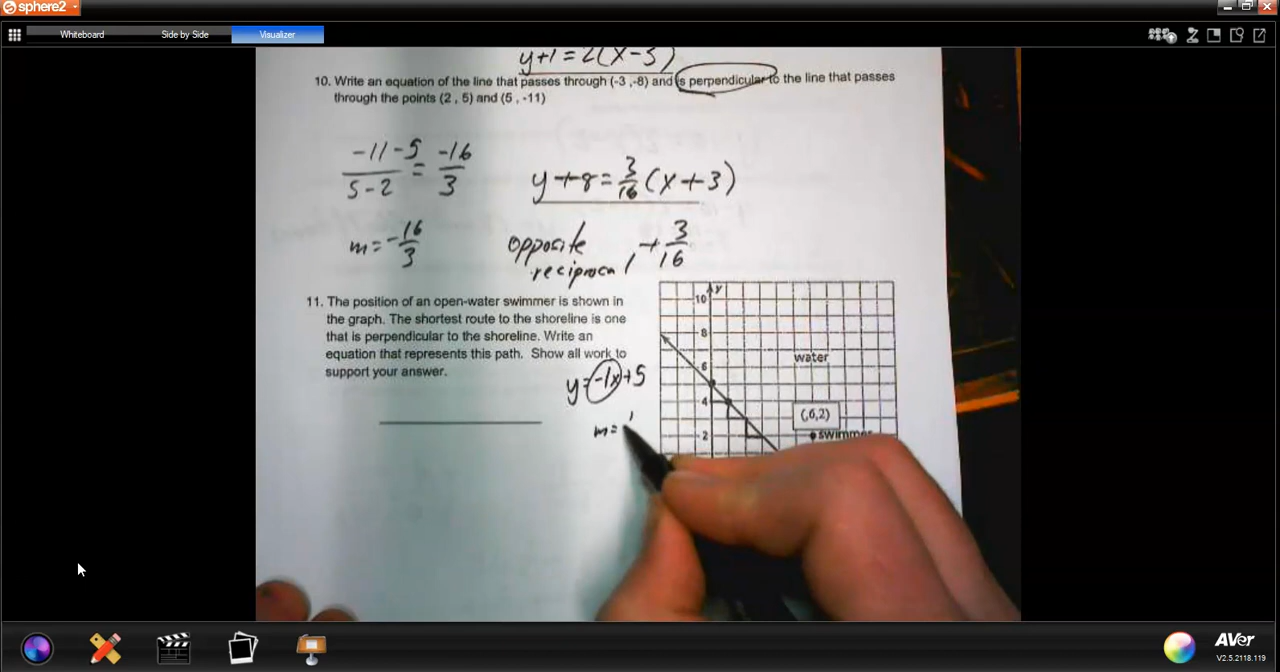 sphere2
Whiteboard
Side by Side
Visualizer
y+1=2(x-5)
10. Write an equation of the line that passes through (-3 ,-8) and is perpendicular to the line that passes
through the points (2 , 5) and (5 , -11)
-11-5 = -16
5-2 3
y+8=3/16(x+3)
m=-16/3
opposite
reciprocal
+3/16
11. The position of an open-water swimmer is shown in
the graph. The shortest route to the shoreline is one
that is perpendicular to the shoreline. Write an
equation that represents this path. Show all work to
support your answer.
y=-1x+5
m=
10
y
8
water
6
4
(,6,2)
2
swimmer
AVer
V2.5.2118.119